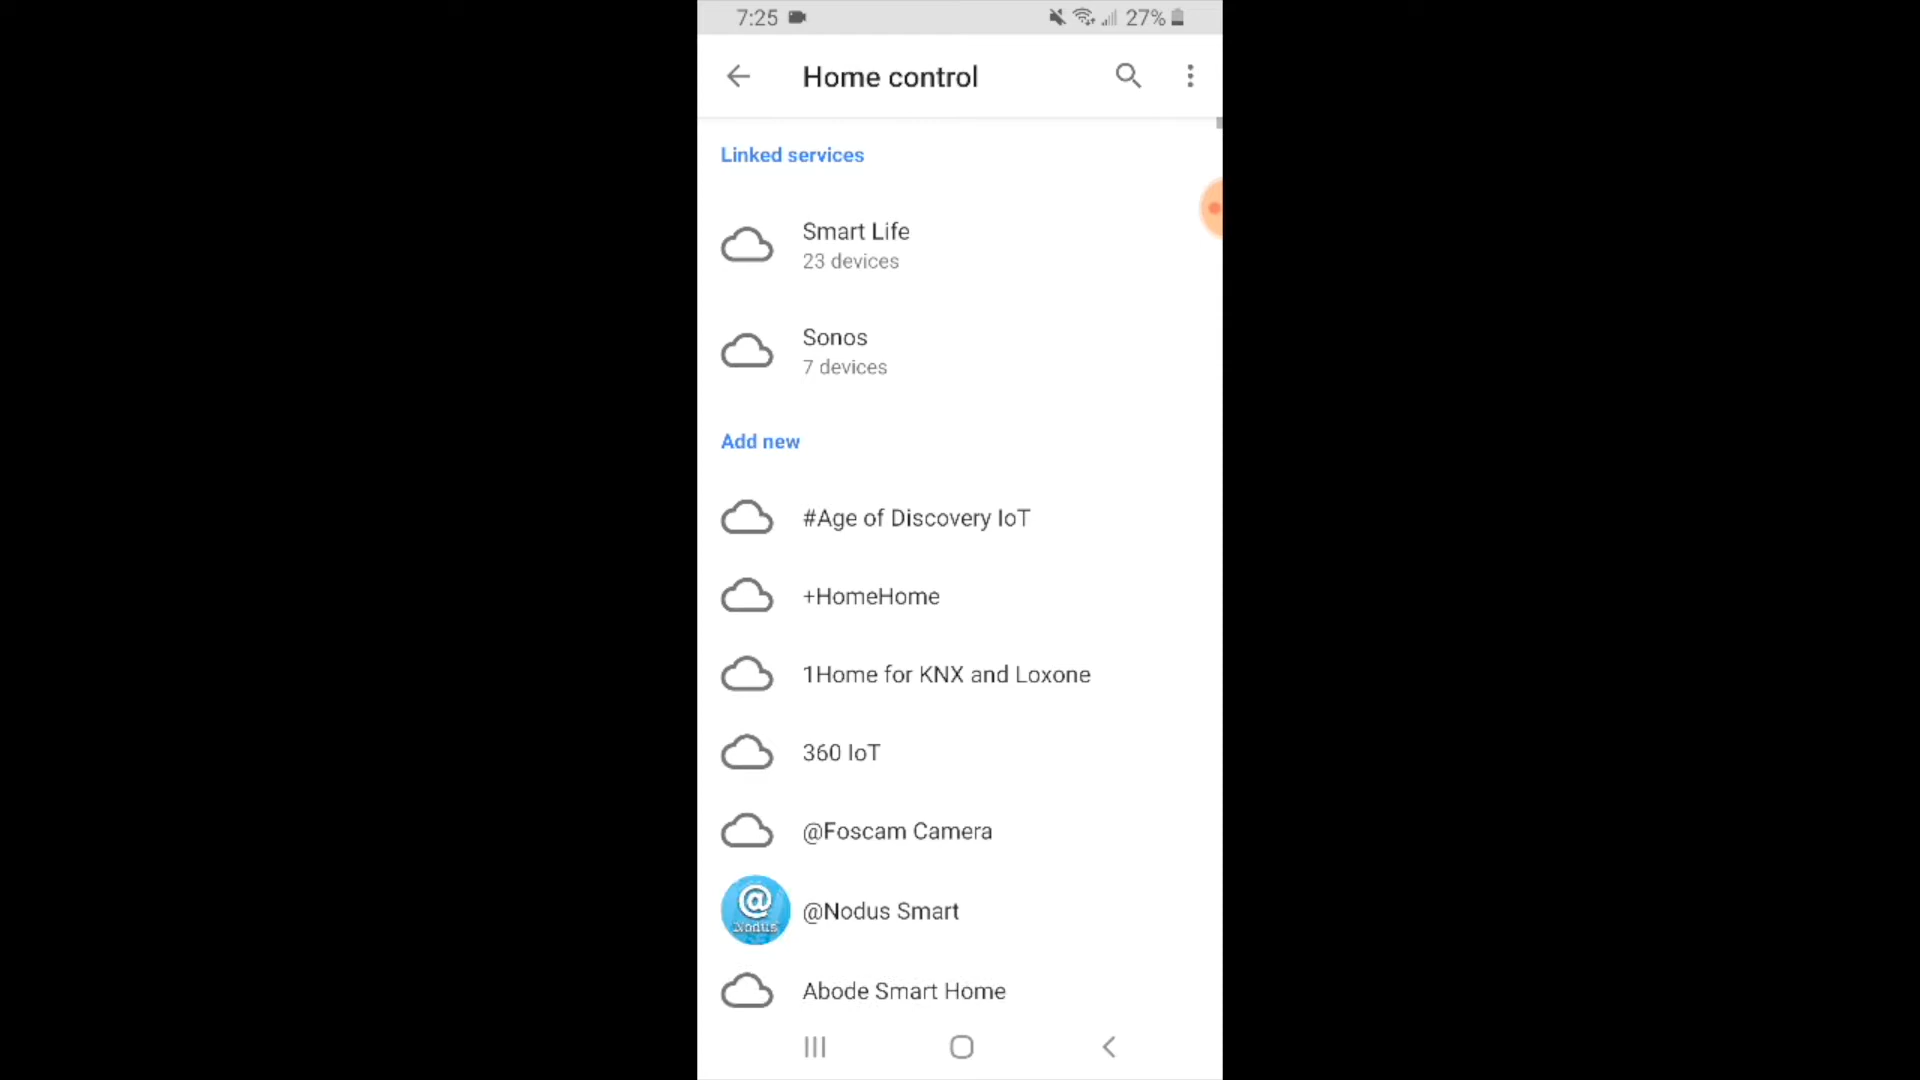 7:25 27%
Home control
Linked services
Smart Life
23 devices
Sonos
7 devices
Add new
#Age of Discovery IoT
+HomeHome
1Home for KNX and Loxone
360 IoT
@Foscam Camera
@
Nodus
@Nodus Smart
Abode Smart Home